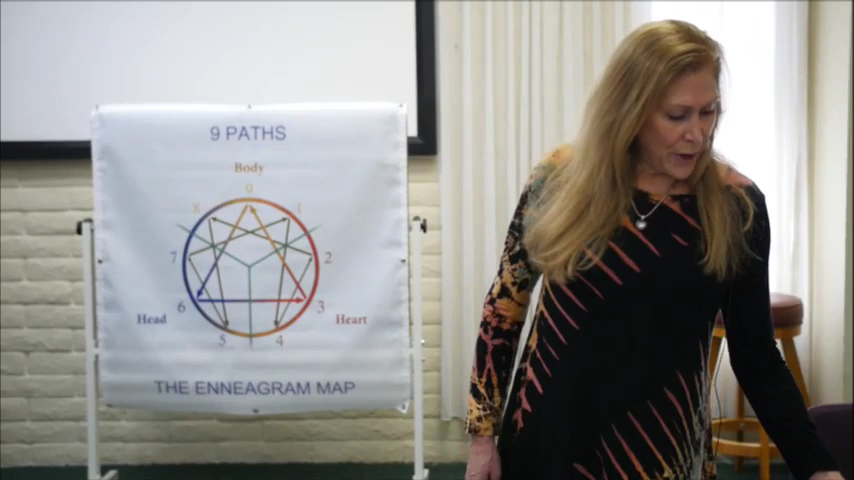 9 PATHS
Body
9
8 1
7 2
6 3
Head Heart
5 4
THE ENNEAGRAM MAP